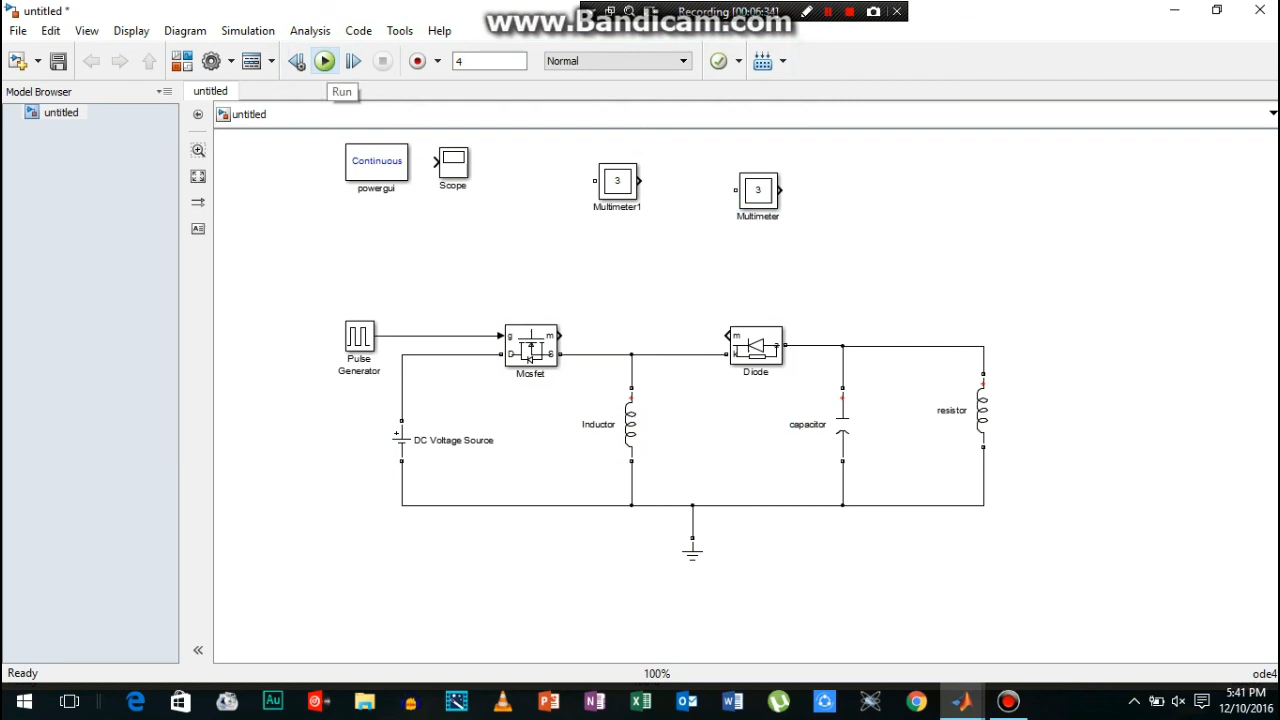 untitled *
Recording [00:06:34]
www.Bandicam.com
File Edit View Display Diagram Simulation Analysis Code Tools Help
4 Normal
Model Browser untitled Run
untitled untitled
Continuous
powergui
Scope
3
Multimeter1
3
Multimeter
Pulse
Generator
g m
D S
Mosfet
m
k a
Diode
+ DC Voltage Source
Inductor
capacitor
resistor
Ready 100% ode4
5:41 PM
12/10/2016